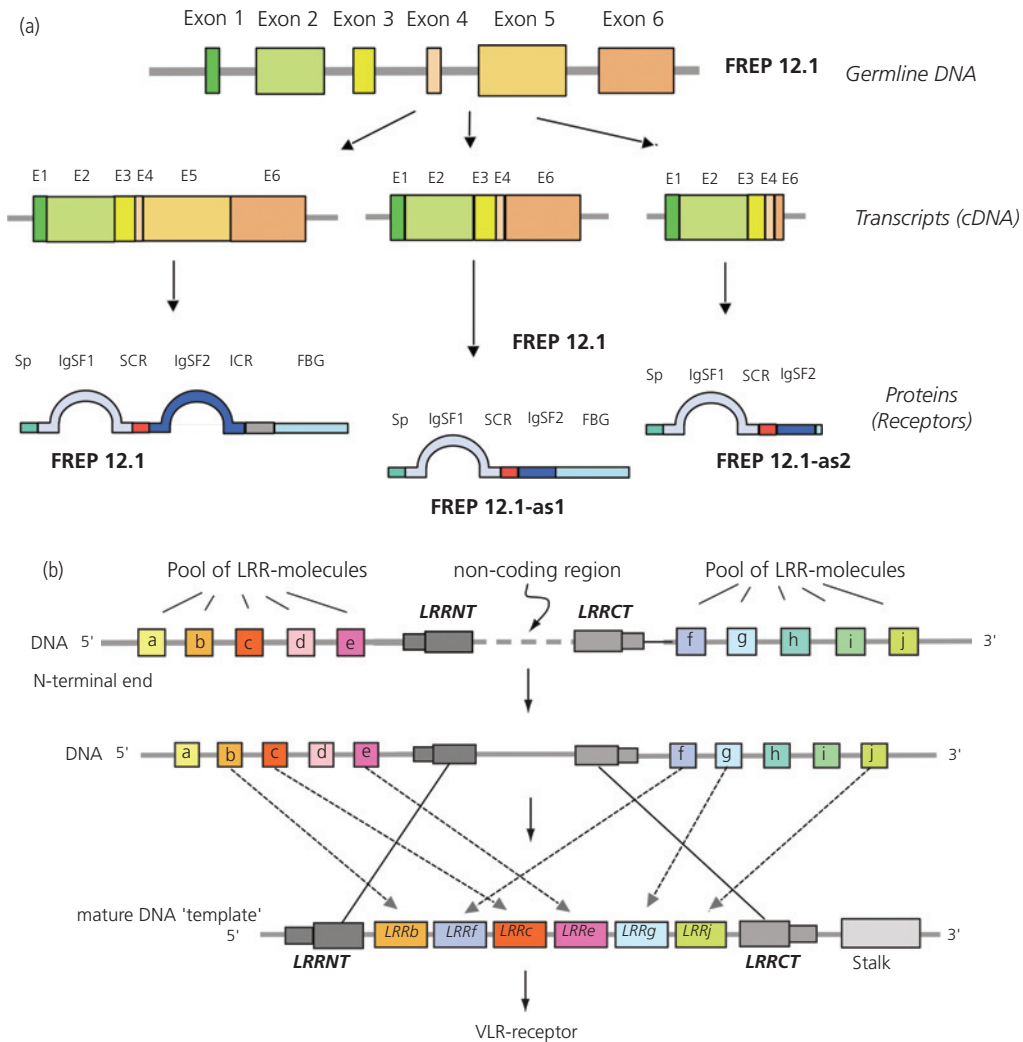 (a)
Exon 1 Exon 2 Exon 3 Exon 4 Exon 5 Exon 6
FREP 12.1 Germline DNA
E1 E2 E3 E4 E5 E6
E1 E2 E3 E4 E6
E1 E2 E3 E4 E6
Transcripts (cDNA)
FREP 12.1
Sp IgSF1 SCR IgSF2 ICR FBG
FREP 12.1
Sp IgSF1 SCR IgSF2 FBG
FREP 12.1-as1
Sp IgSF1 SCR IgSF2
FREP 12.1-as2
Proteins
(Receptors)
(b)
Pool of LRR-molecules non-coding region Pool of LRR-molecules
LRRNT LRRCT
DNA 5' a b c d e f g h i j 3'
N-terminal end
DNA 5' a b c d e f g h i j 3'
mature DNA 'template'
5' LRRb LRRf LRRc LRRe LRRg LRRj 3'
LRRNT LRRCT Stalk
VLR-receptor